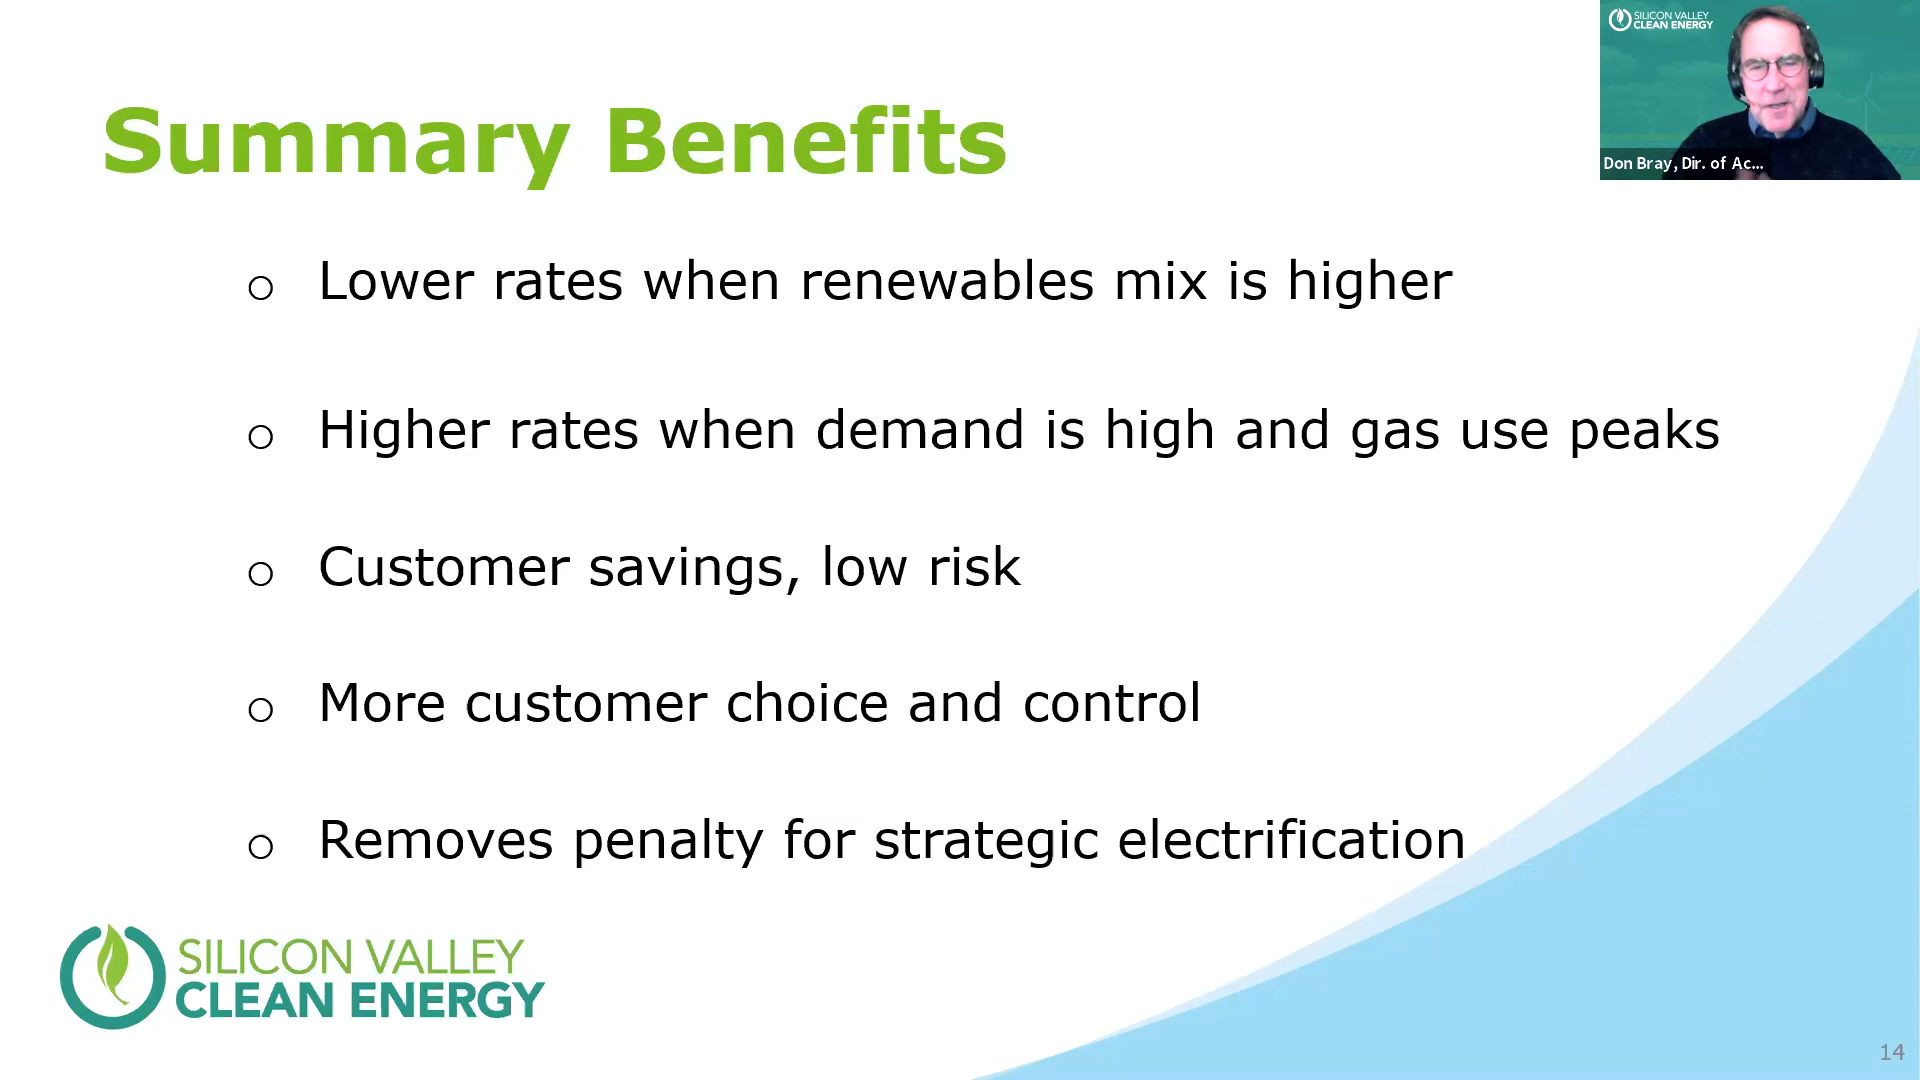 SILICON VALLEY
CLEAN ENERGY
Don Bray, Dir. of Ac...
Summary Benefits
o Lower rates when renewables mix is higher
o Higher rates when demand is high and gas use peaks
o Customer savings, low risk
o More customer choice and control
o Removes penalty for strategic electrification
SILICON VALLEY
CLEAN ENERGY
14